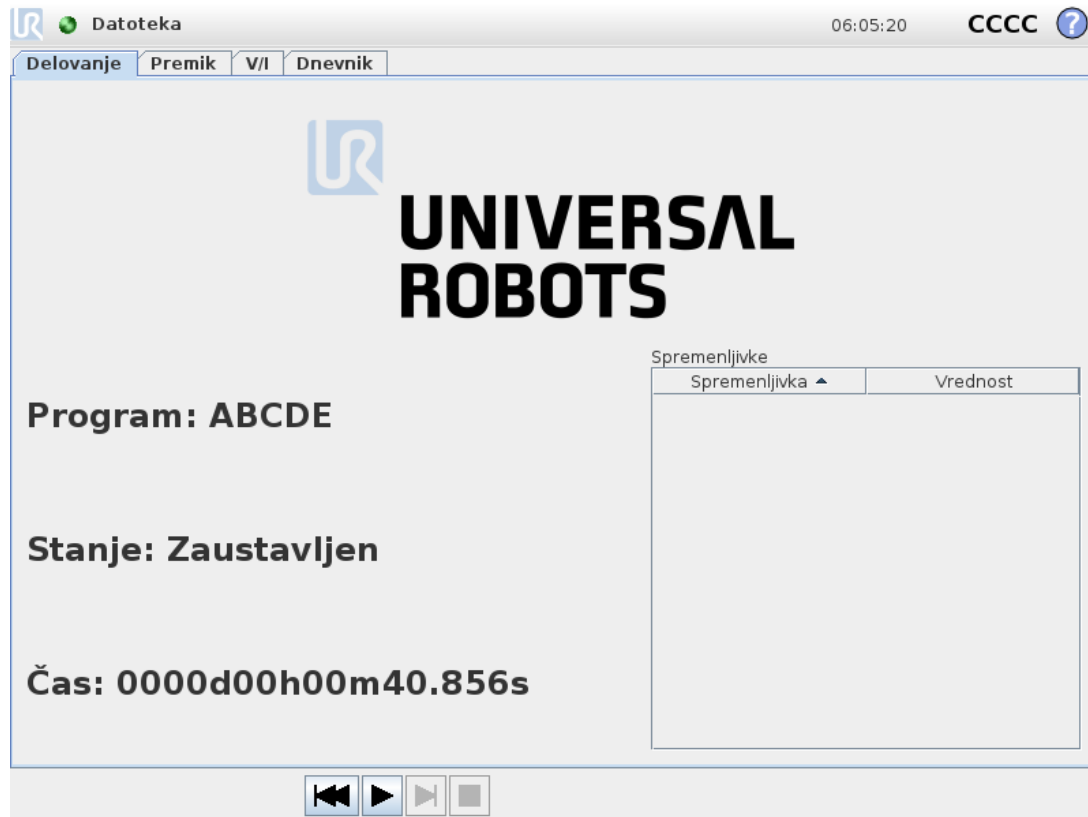 Datoteka
06:05:20
CCCC
?
Delovanje
Premik
V/I
Dnevnik
UR
UNIVERSAL
ROBOTS
Spremenljivke
Spremenljivka
Vrednost
Program: ABCDE
Stanje: Zaustavljen
Čas: 0000d00h00m40.856s